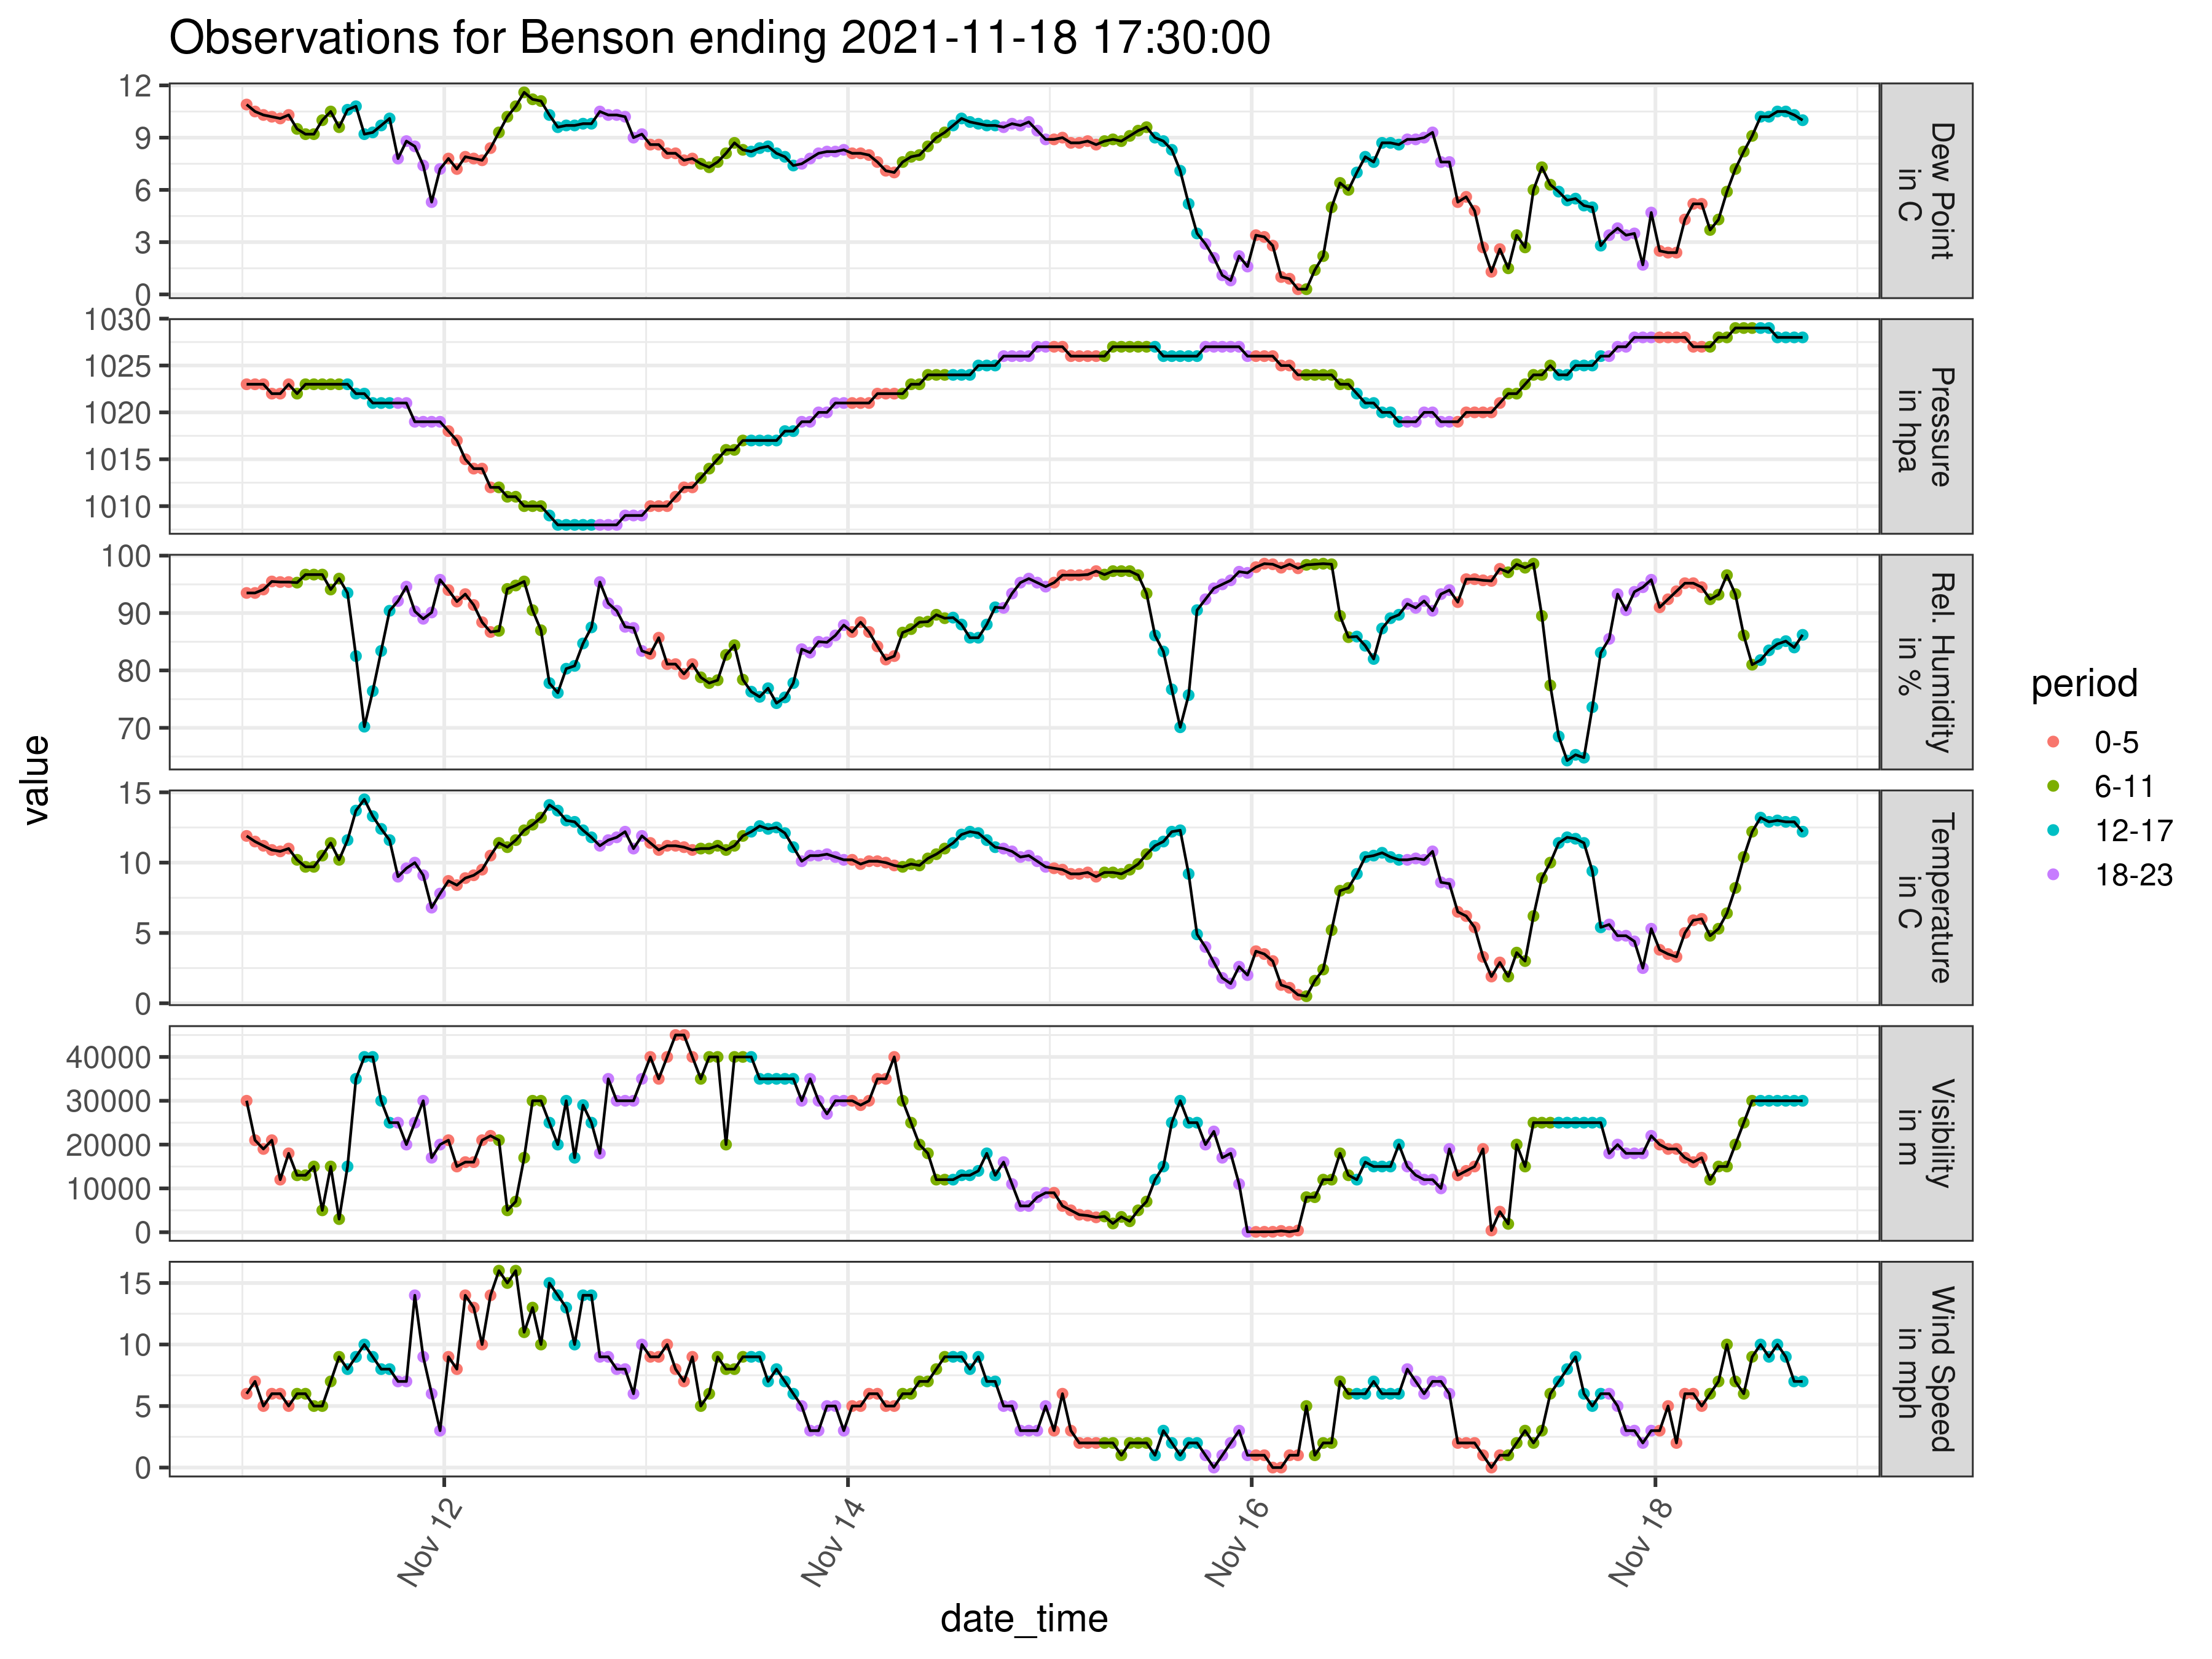 Observations for Benson ending 2021-11-18 17:30:00
value
12
9
6
3
0
Dew Point
in C
1030
1025
1020
1015
1010
Pressure
in hpa
100
90
80
70
Rel. Humidity
in %
15
10
5
0
Temperature
in C
40000
30000
20000
10000
0
Visibility
in m
15
10
5
0
Wind Speed
in mph
Nov 12
Nov 14
Nov 16
Nov 18
date_time
period
0-5
6-11
12-17
18-23